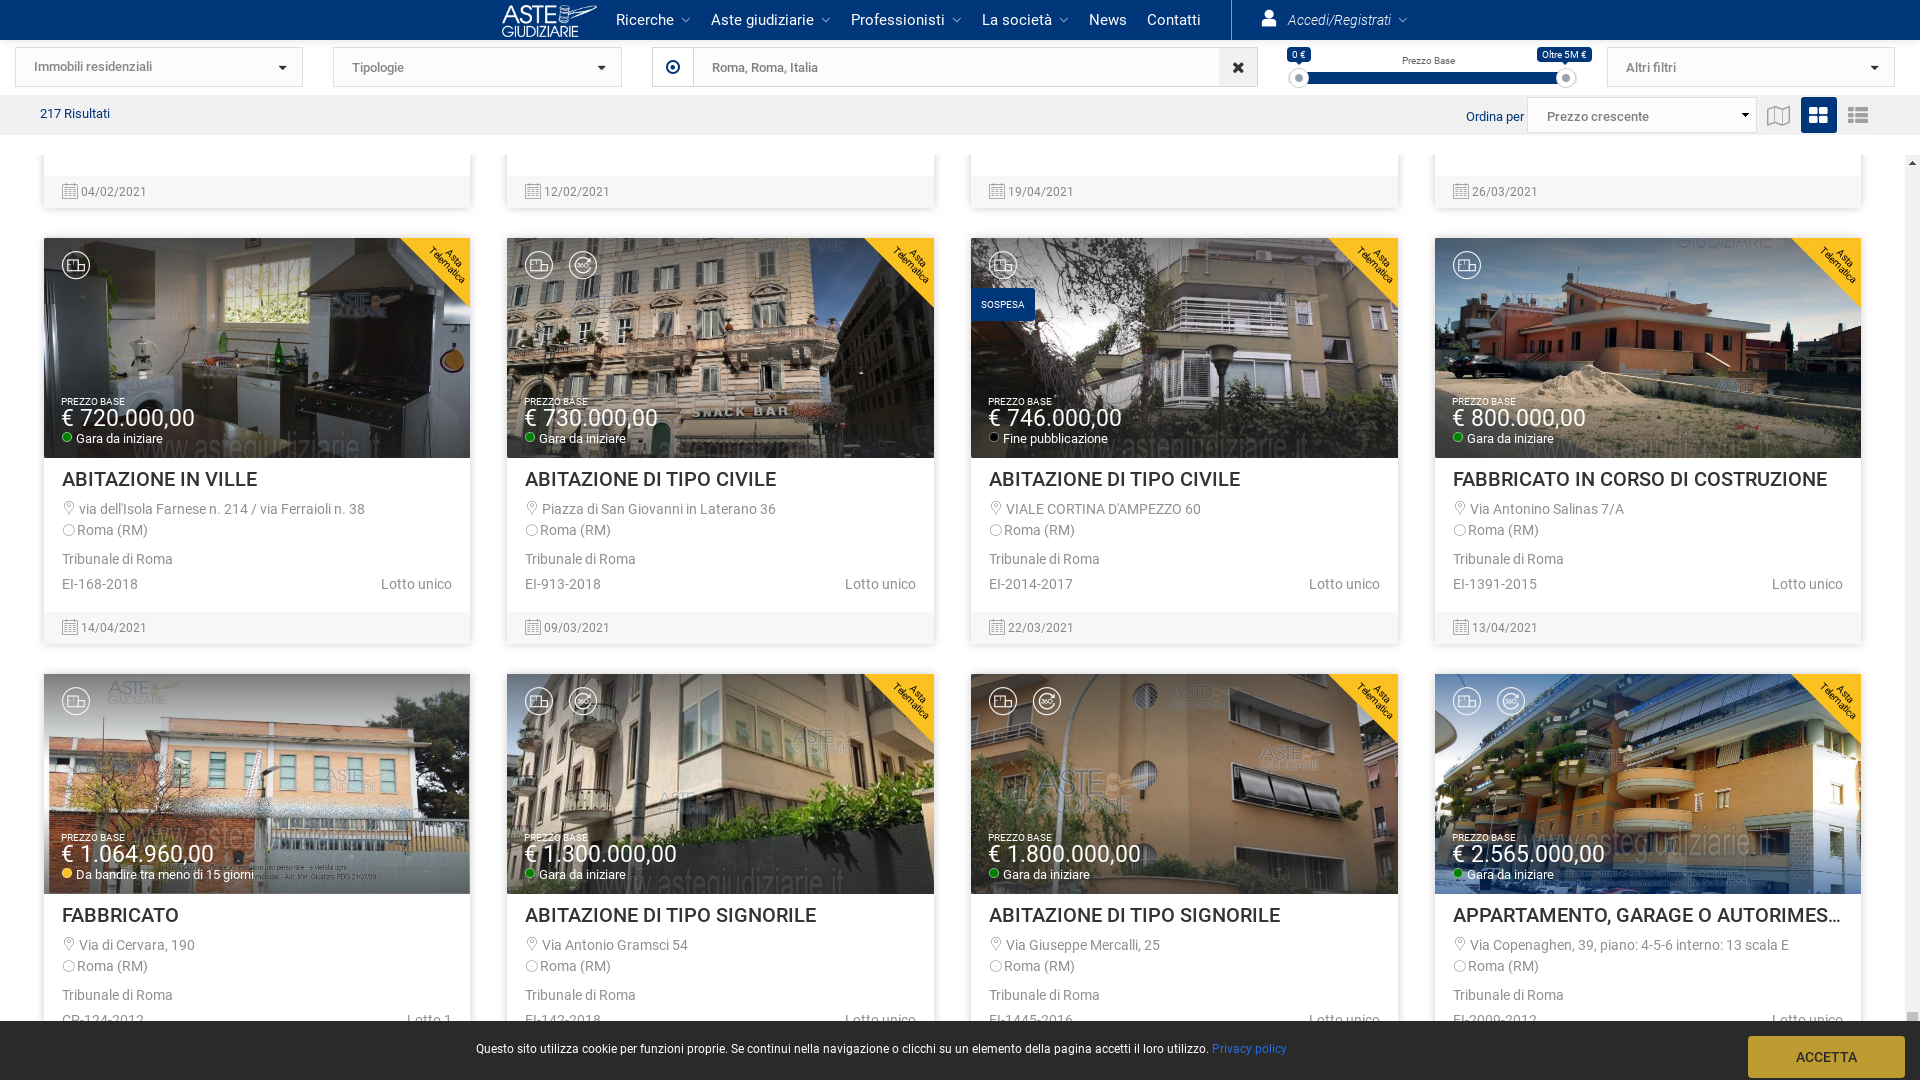 ASTE GIUDIZIARIE Ricerche Aste giudiziarie Professionisti La società News Contatti Accedi/Registrati
Immobili residenziali Tipologie Roma, Roma, Italia 0 € Prezzo Base Oltre 5M € Altri filtri
217 Risultati Ordina per Prezzo crescente
04/02/2021 12/02/2021 19/04/2021 26/03/2021
Asta Telematica
PREZZO BASE
€ 720.000,00
Gara da iniziare
ABITAZIONE IN VILLE
via dell'Isola Farnese n. 214 / via Ferraioli n. 38
Roma (RM)
Tribunale di Roma
EI-168-2018 Lotto unico
14/04/2021
Asta Telematica
SNACK BAR
PREZZO BASE
€ 730.000,00
Gara da iniziare
ABITAZIONE DI TIPO CIVILE
Piazza di San Giovanni in Laterano 36
Roma (RM)
Tribunale di Roma
EI-913-2018 Lotto unico
09/03/2021
Asta Telematica
SOSPESA
PREZZO BASE
€ 746.000,00
Fine pubblicazione
ABITAZIONE DI TIPO CIVILE
VIALE CORTINA D'AMPEZZO 60
Roma (RM)
Tribunale di Roma
EI-2014-2017 Lotto unico
22/03/2021
Asta Telematica
PREZZO BASE
€ 800.000,00
Gara da iniziare
FABBRICATO IN CORSO DI COSTRUZIONE
Via Antonino Salinas 7/A
Roma (RM)
Tribunale di Roma
EI-1391-2015 Lotto unico
13/04/2021
PREZZO BASE
€ 1.064.960,00
Da bandire tra meno di 15 giorni
FABBRICATO
Via di Cervara, 190
Roma (RM)
Tribunale di Roma
CP-124-2012 Lotto 1
Asta Telematica
PREZZO BASE
€ 1.300.000,00
Gara da iniziare
ABITAZIONE DI TIPO SIGNORILE
Via Antonio Gramsci 54
Roma (RM)
Tribunale di Roma
EI-142-2018 Lotto unico
Asta Telematica
PREZZO BASE
€ 1.800.000,00
Gara da iniziare
ABITAZIONE DI TIPO SIGNORILE
Via Giuseppe Mercalli, 25
Roma (RM)
Tribunale di Roma
EI-1445-2016 Lotto unico
Asta Telematica
PREZZO BASE
€ 2.565.000,00
Gara da iniziare
APPARTAMENTO, GARAGE O AUTORIMES...
Via Copenaghen, 39, piano: 4-5-6 interno: 13 scala E
Roma (RM)
Tribunale di Roma
EI-2009-2012 Lotto unico
Questo sito utilizza cookie per funzioni proprie. Se continui nella navigazione o clicchi su un elemento della pagina accetti il loro utilizzo. Privacy policy
ACCETTA